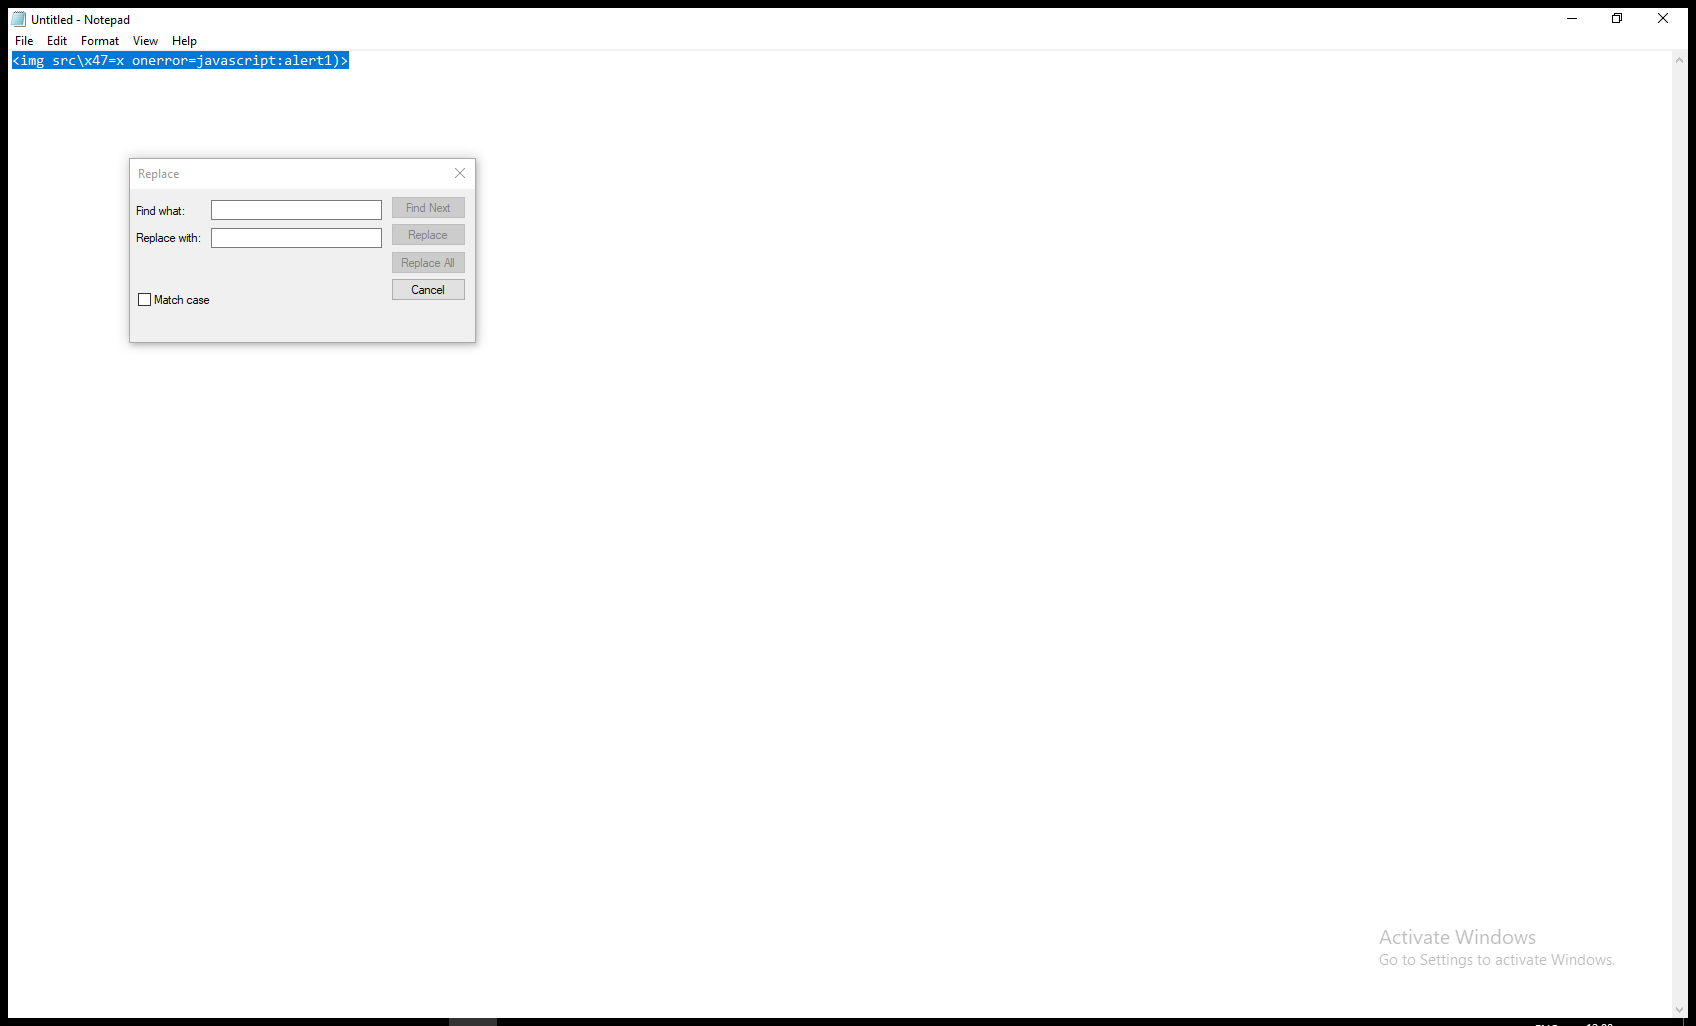 Untitled - Notepad
File Edit Format View Help
<img src\x47=x onerror=javascript:alert1)>
Replace
Find what:
Find Next
Replace with:
Replace
Replace All
Cancel
Match case
Activate Windows
Go to Settings to activate Windows.